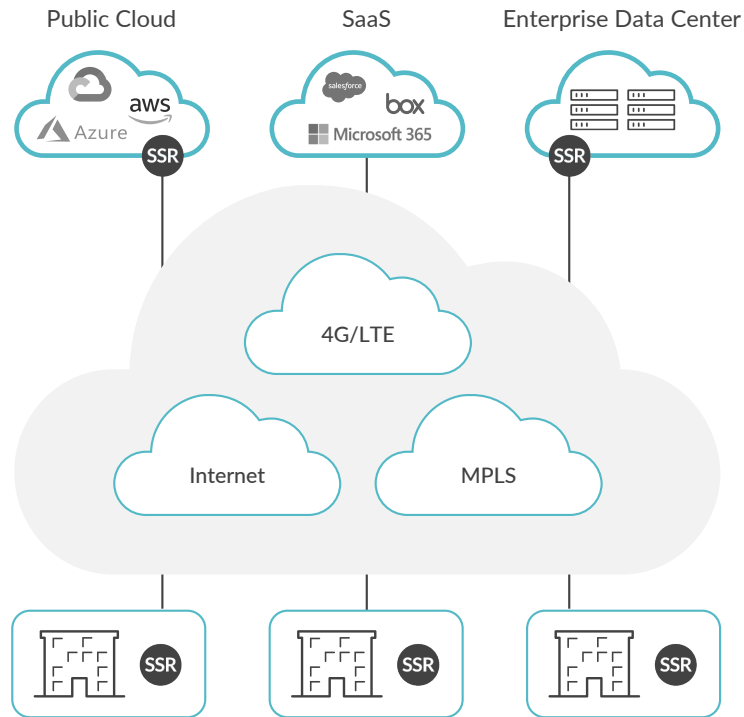 Public Cloud
SaaS
Enterprise Data Center
aws
Azure
SSR
salesforce
box
Microsoft 365
SSR
4G/LTE
Internet
MPLS
SSR
SSR
SSR